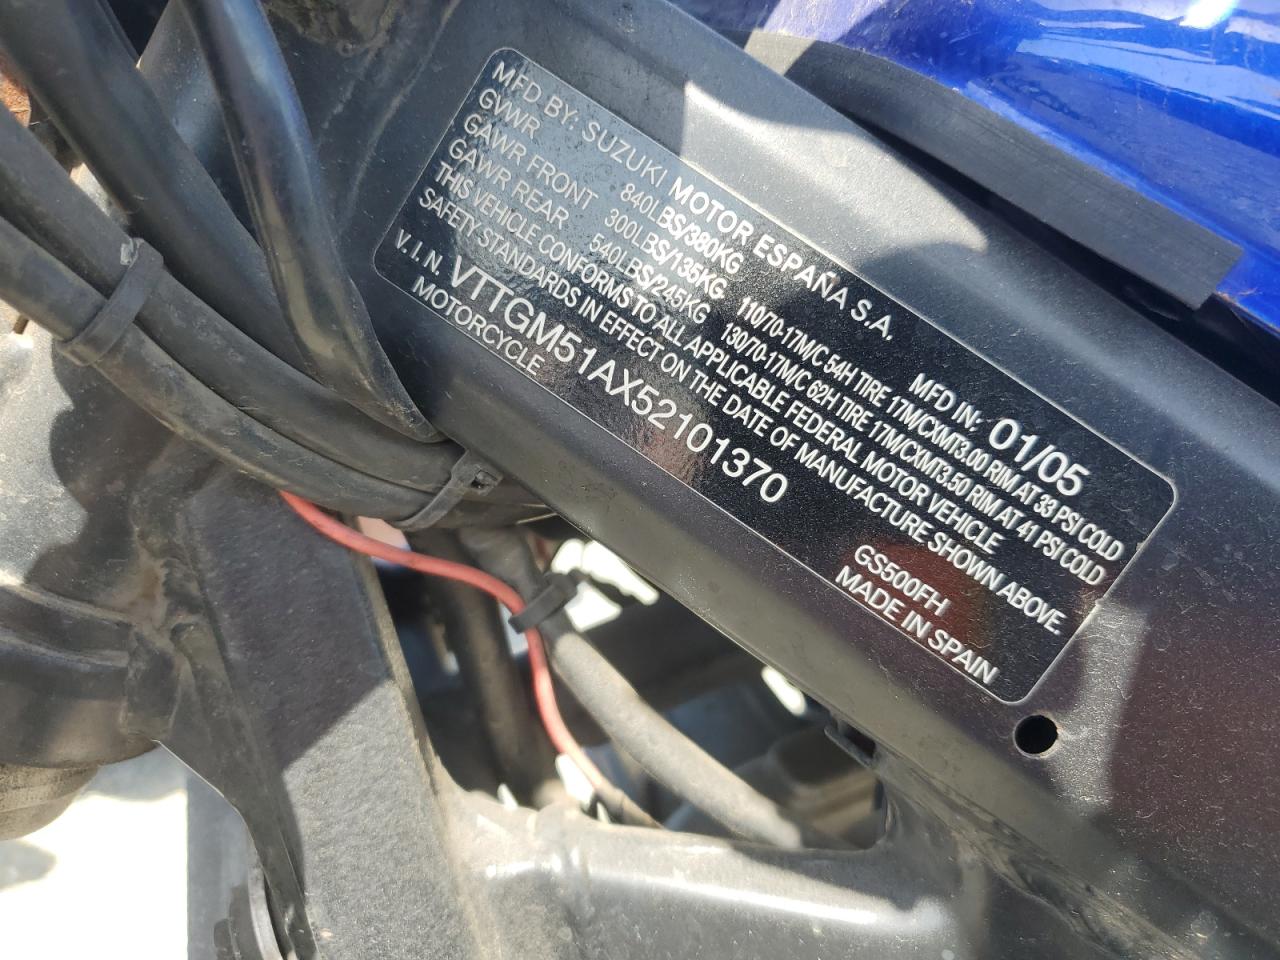 MFD BY: SUZUKI MOTOR ESPAÑA S.A.
MFD IN: 01/05
GVWR 840LBS/380KG
GAWR FRONT 300LBS/135KG 110/70-17M/C 54H TIRE 17M/CXMT3.00 RIM AT 33 PSI COLD
GAWR REAR 540LBS/245KG 130/70-17M/C 62H TIRE 17M/CXMT3.50 RIM AT 41 PSI COLD
THIS VEHICLE CONFORMS TO ALL APPLICABLE FEDERAL MOTOR VEHICLE
SAFETY STANDARDS IN EFFECT ON THE DATE OF MANUFACTURE SHOWN ABOVE.
V.I.N. VTTGM51AX52101370 GS500FH
MOTORCYCLE MADE IN SPAIN